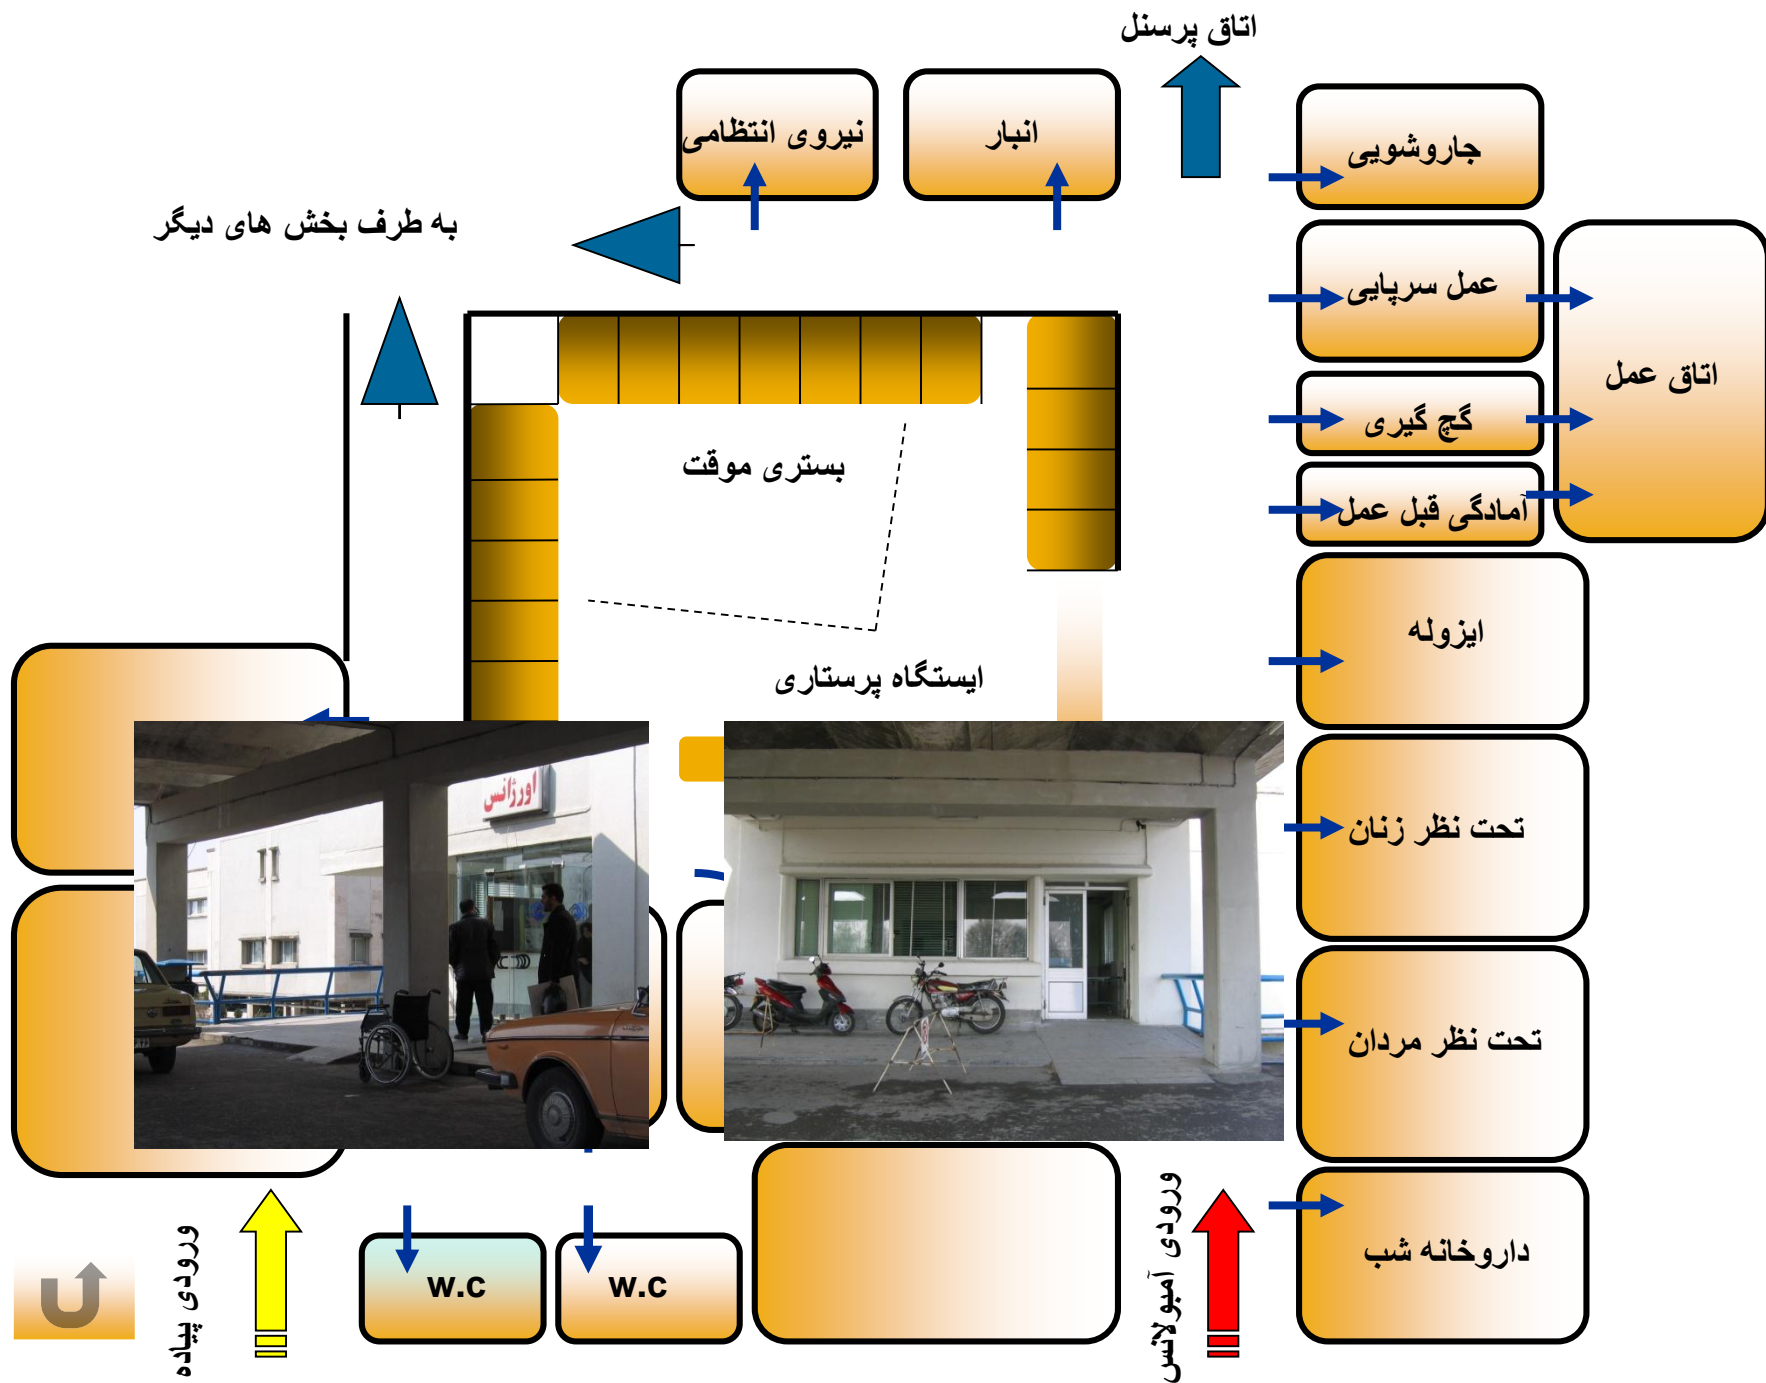 اتاق پرسنل
نیروی انتظامی
انبار
جاروشویی
به طرف بخش های دیگر
عمل سرپایی
اتاق عمل
گچ گیری
بستری موقت
آمادگی قبل عمل
ایزوله
ایستگاه پرستاری
اورژانس
تحت نظر زنان
تحت نظر مردان
ورودی آمبولانس
ورودی پیاده
داروخانه شب
w.c
w.c